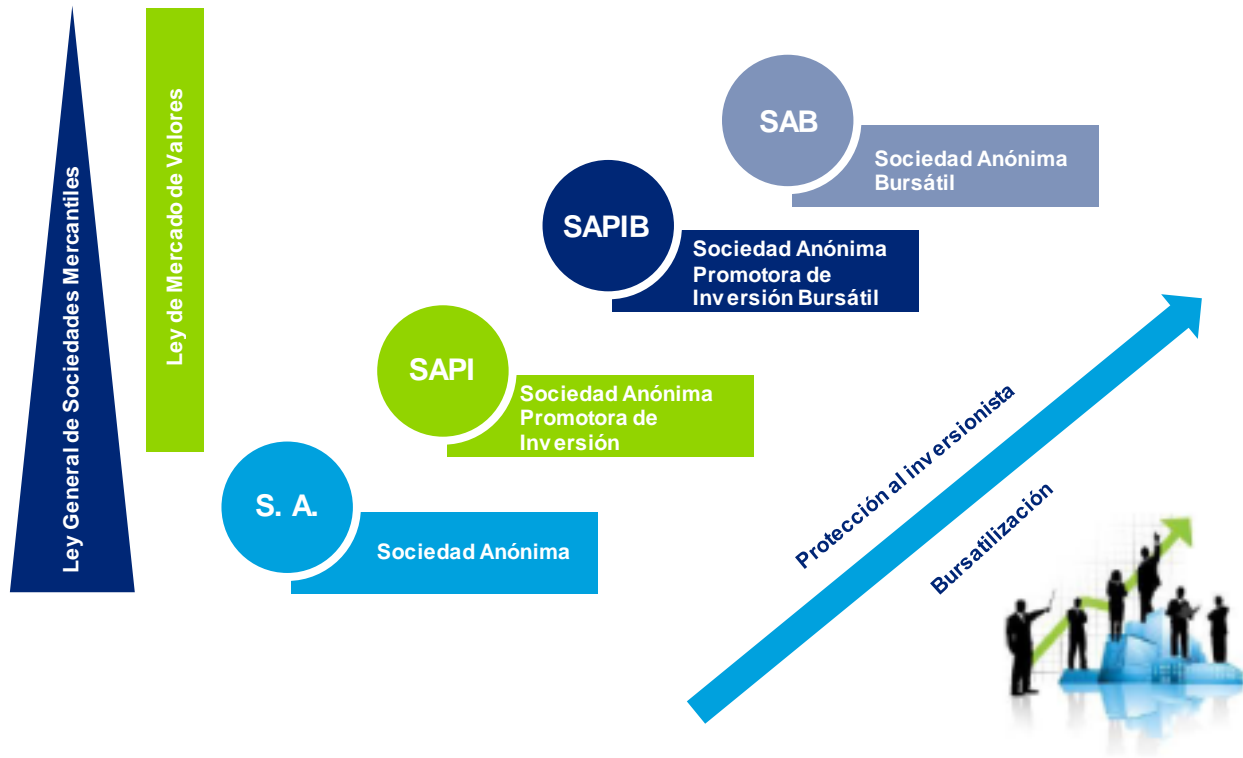 Ley General de Sociedades Mercantiles
Ley de Mercado de Valores
SAB
Sociedad Anónima
Bursátil
SAPIB
Sociedad Anónima
Promotora de
Inversión Bursátil
SAPI
Sociedad Anónima
Promotora de
Inversión
S. A.
Sociedad Anónima
Protección al inversionista
Bursatilización